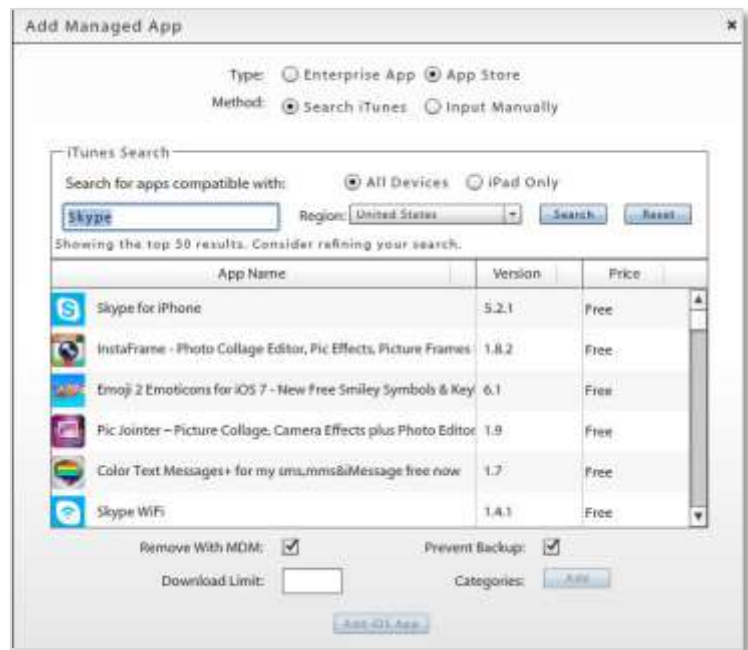 Add Managed App ×
Type: Enterprise App App Store
Method: Search iTunes Input Manually
iTunes Search
Search for apps compatible with: All Devices iPad Only
Skype Region: United States Search Reset
Showing the top 50 results. Consider refining your search.
App Name Version Price
Skype for iPhone 5.2.1 Free
InstaFrame - Photo Collage Editor, Pic Effects, Picture Frames 1.8.2 Free
Emoji 2 Emoticons for iOS 7 - New Free Smiley Symbols & Key 6.1 Free
Pic Jointer – Picture Collage, Camera Effects plus Photo Editor 1.9 Free
Color Text Messages+ for my sms,mms&iMessage free now 1.7 Free
Skype WiFi 1.4.1 Free
Remove With MDM: Prevent Backup:
Download Limit: Categories: Add
Add iOS App